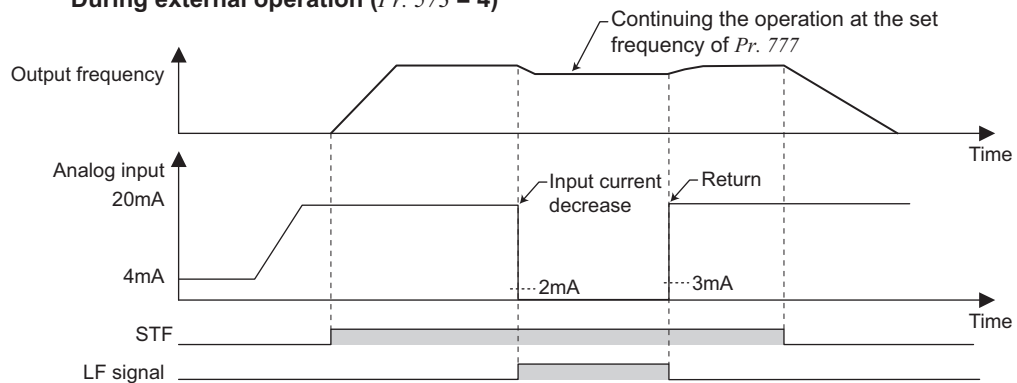 During external operation (Pr. 573 = 4)
Continuing the operation at the set
frequency of Pr. 777
Output frequency
Time
Analog input
20mA
Input current
decrease
Return
4mA
2mA
3mA
Time
STF
LF signal